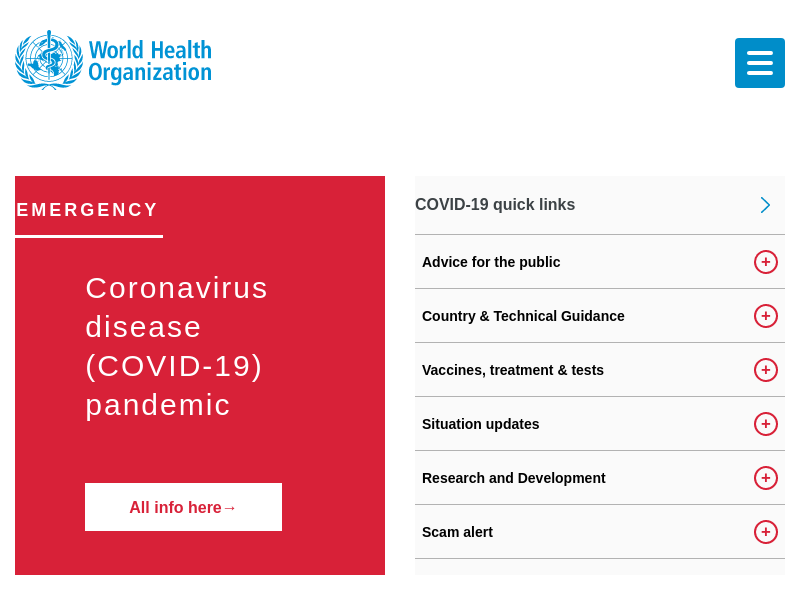 World Health
Organization
EMERGENCY
Coronavirus
disease
(COVID-19)
pandemic
All info here→
COVID-19 quick links
Advice for the public
Country & Technical Guidance
Vaccines, treatment & tests
Situation updates
Research and Development
Scam alert